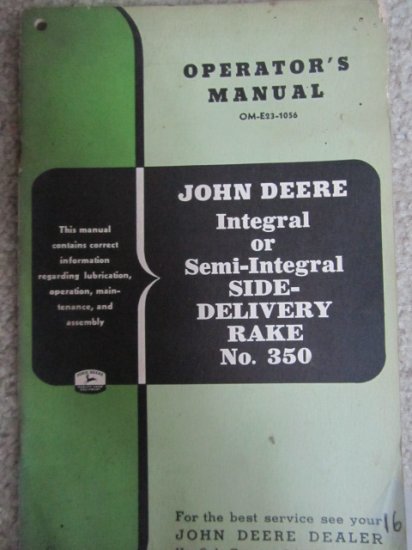 OPERATOR'S
MANUAL
OM-E23-1056
JOHN DEERE
Integral
or
Semi-Integral
SIDE-
DELIVERY
RAKE
No. 350
This manual
contains correct
information
regarding lubrication,
operation, main-
tenance, and
assembly
JOHN DEERE
For the best service see your
16
JOHN DEERE DEALER